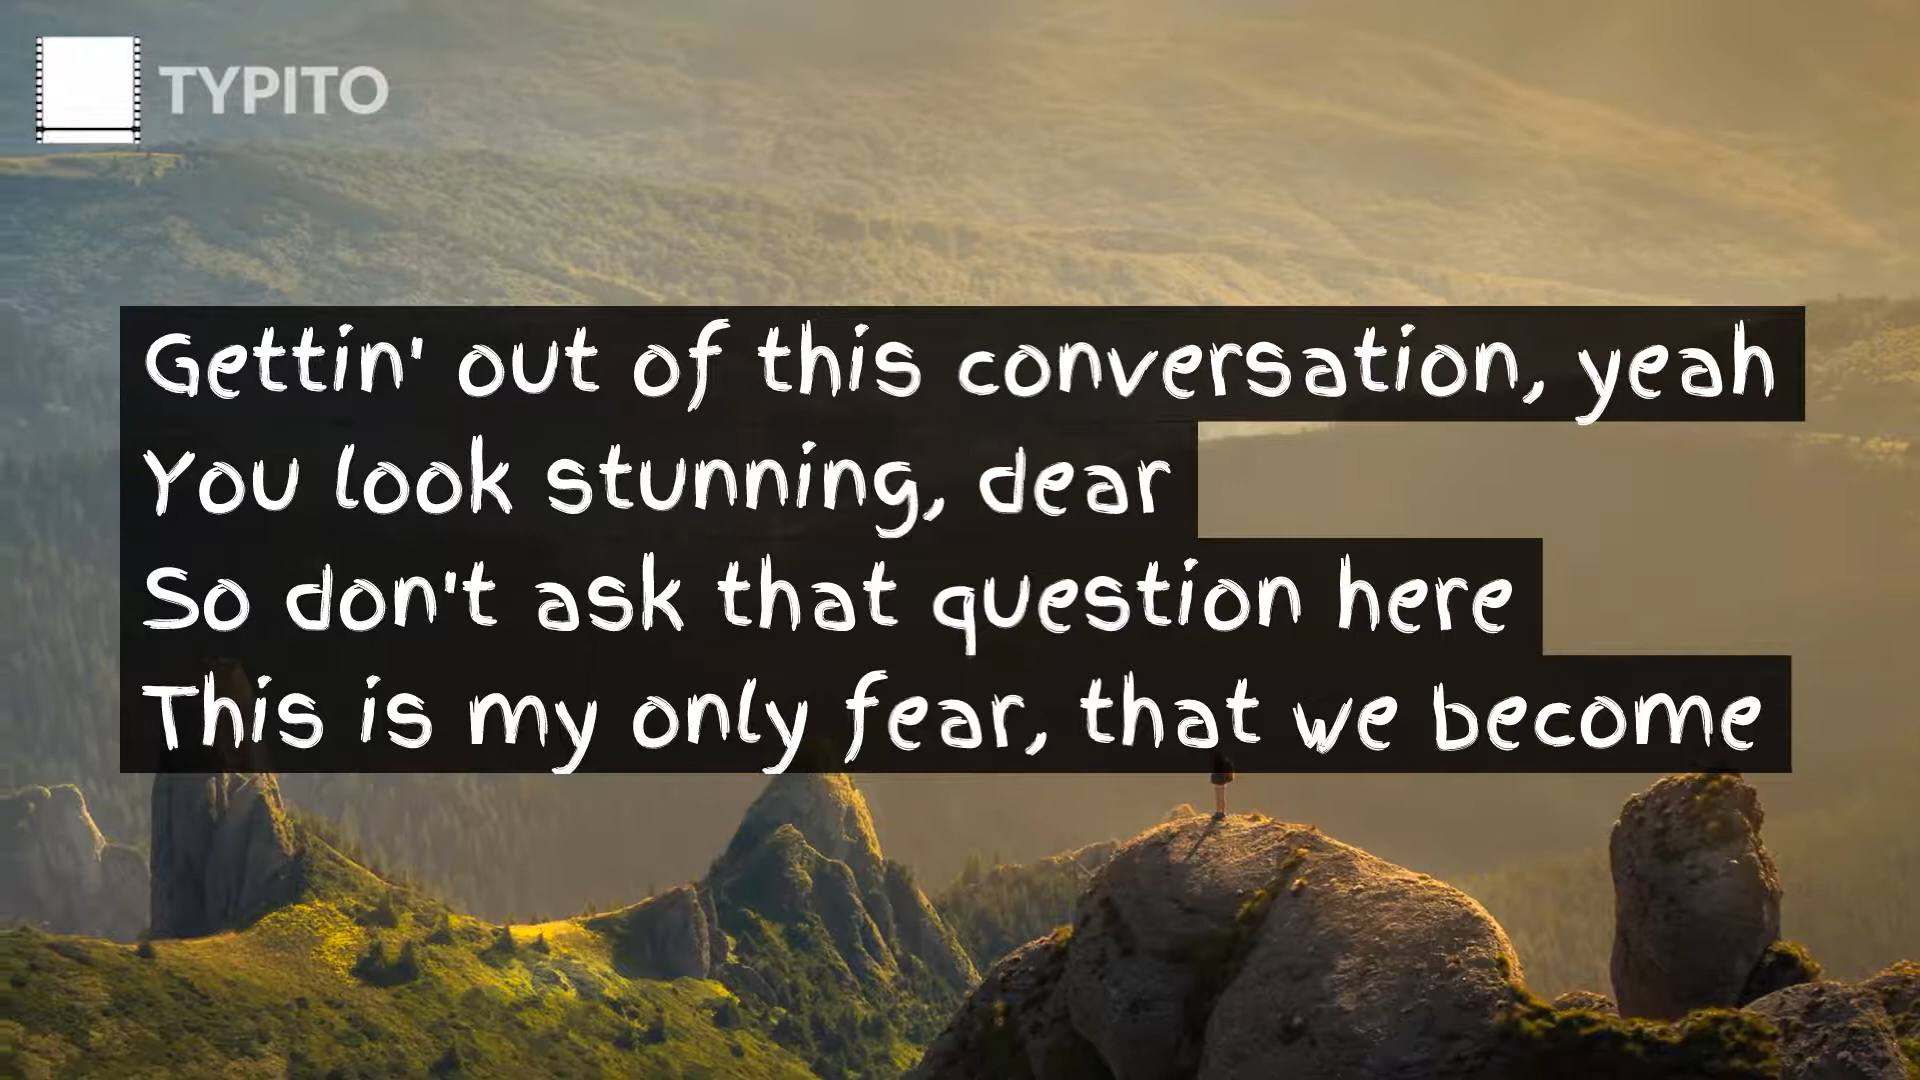 TYPITO
Gettin' out of this conversation, yeah
You look stunning, dear
So don't ask that question here
This is my only fear, that we become